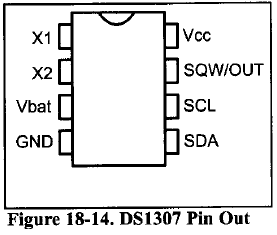 X1 Vcc
X2 SQW/OUT
Vbat SCL
GND SDA
Figure 18-14. DS1307 Pin Out